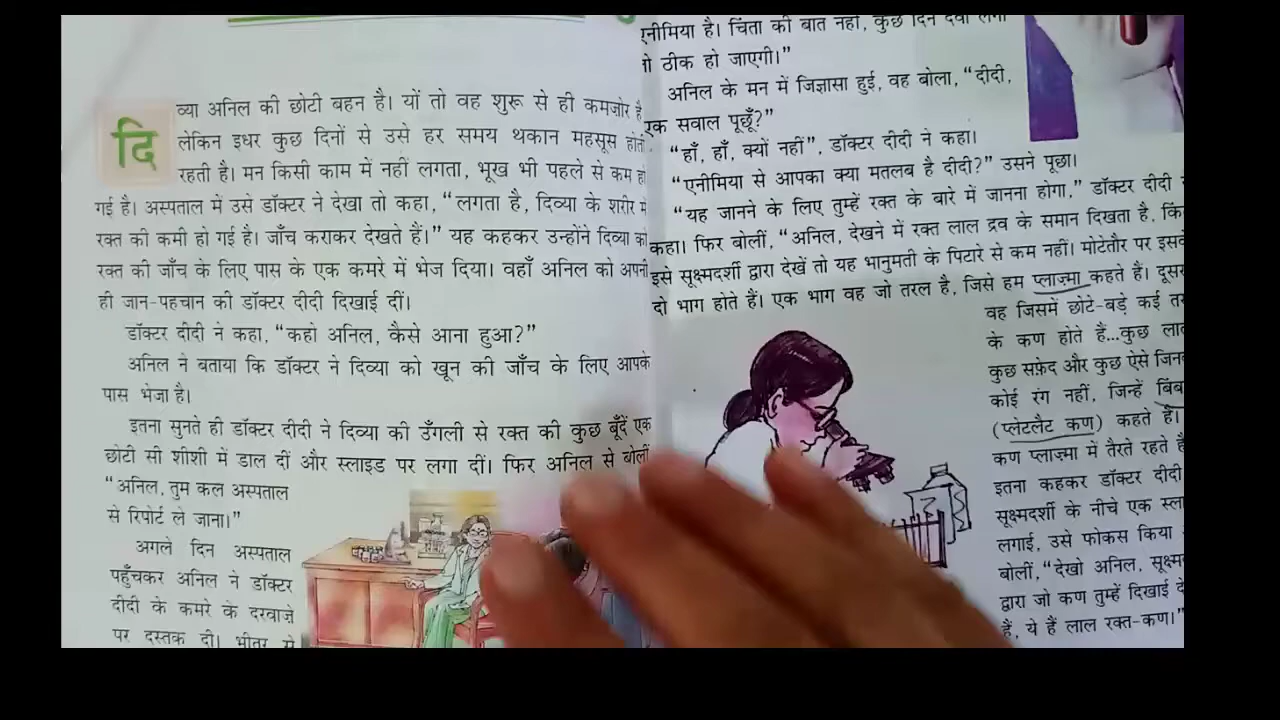 दिव्या अनिल की छोटी बहन है। यों तो वह शुरू से ही कमज़ोर है
लेकिन इधर कुछ दिनों से उसे हर समय थकान महसूस होती
रहती है। मन किसी काम में नहीं लगता, भूख भी पहले से कम हो
गई है। अस्पताल में उसे डॉक्टर ने देखा तो कहा, “लगता है, दिव्या के शरीर में
रक्त की कमी हो गई है। जाँच कराकर देखते हैं।” यह कहकर उन्होंने दिव्या को
रक्त की जाँच के लिए पास के एक कमरे में भेज दिया। वहाँ अनिल को अपनी
ही जान-पहचान की डॉक्टर दीदी दिखाई दीं।
डॉक्टर दीदी ने कहा, “कहो अनिल, कैसे आना हुआ?”
अनिल ने बताया कि डॉक्टर ने दिव्या को खून की जाँच के लिए आपके
पास भेजा है।
इतना सुनते ही डॉक्टर दीदी ने दिव्या की उँगली से रक्त की कुछ बूँदें एक
छोटी सी शीशी में डाल दीं और स्लाइड पर लगा दीं। फिर अनिल से बोलीं
“अनिल, तुम कल अस्पताल
से रिपोर्ट ले जाना।”
अगले दिन अस्पताल
पहुँचकर अनिल ने डॉक्टर
दीदी के कमरे के दरवाज़े
पर दस्तक दी। भीतर से
एनीमिया है। चिंता की बात नहीं, कुछ दिन दवा
ठीक हो जाएगी।”
अनिल के मन में जिज्ञासा हुई, वह बोला, “दीदी,
एक सवाल पूछूँ?”
“हाँ, हाँ, क्यों नहीं”, डॉक्टर दीदी ने कहा।
“एनीमिया से आपका क्या मतलब है दीदी?” उसने पूछा।
“यह जानने के लिए तुम्हें रक्त के बारे में जानना होगा,” डॉक्टर दीदी
कहा। फिर बोलीं, “अनिल, देखने में रक्त लाल द्रव के समान दिखता है,
इसे सूक्ष्मदर्शी द्वारा देखें तो यह भानुमती के पिटारे से कम नहीं। मोटेतौर पर
दो भाग होते हैं। एक भाग वह जो तरल है, जिसे हम प्लाज़्मा कहते हैं।
वह जिसमें छोटे-बड़े कई
के कण होते हैं...कुछ
कुछ सफ़ेद और कुछ ऐसे
कोई रंग नहीं, जिन्हें
(प्लेटलैट कण) कहते हैं।
कण प्लाज़्मा में तैरते रहते
इतना कहकर डॉक्टर दीदी
सूक्ष्मदर्शी के नीचे एक
लगाई, उसे फोकस किया
बोलीं, “देखो अनिल,
द्वारा जो कण तुम्हें दिखाई
हैं, ये हैं लाल रक्त-कण।”